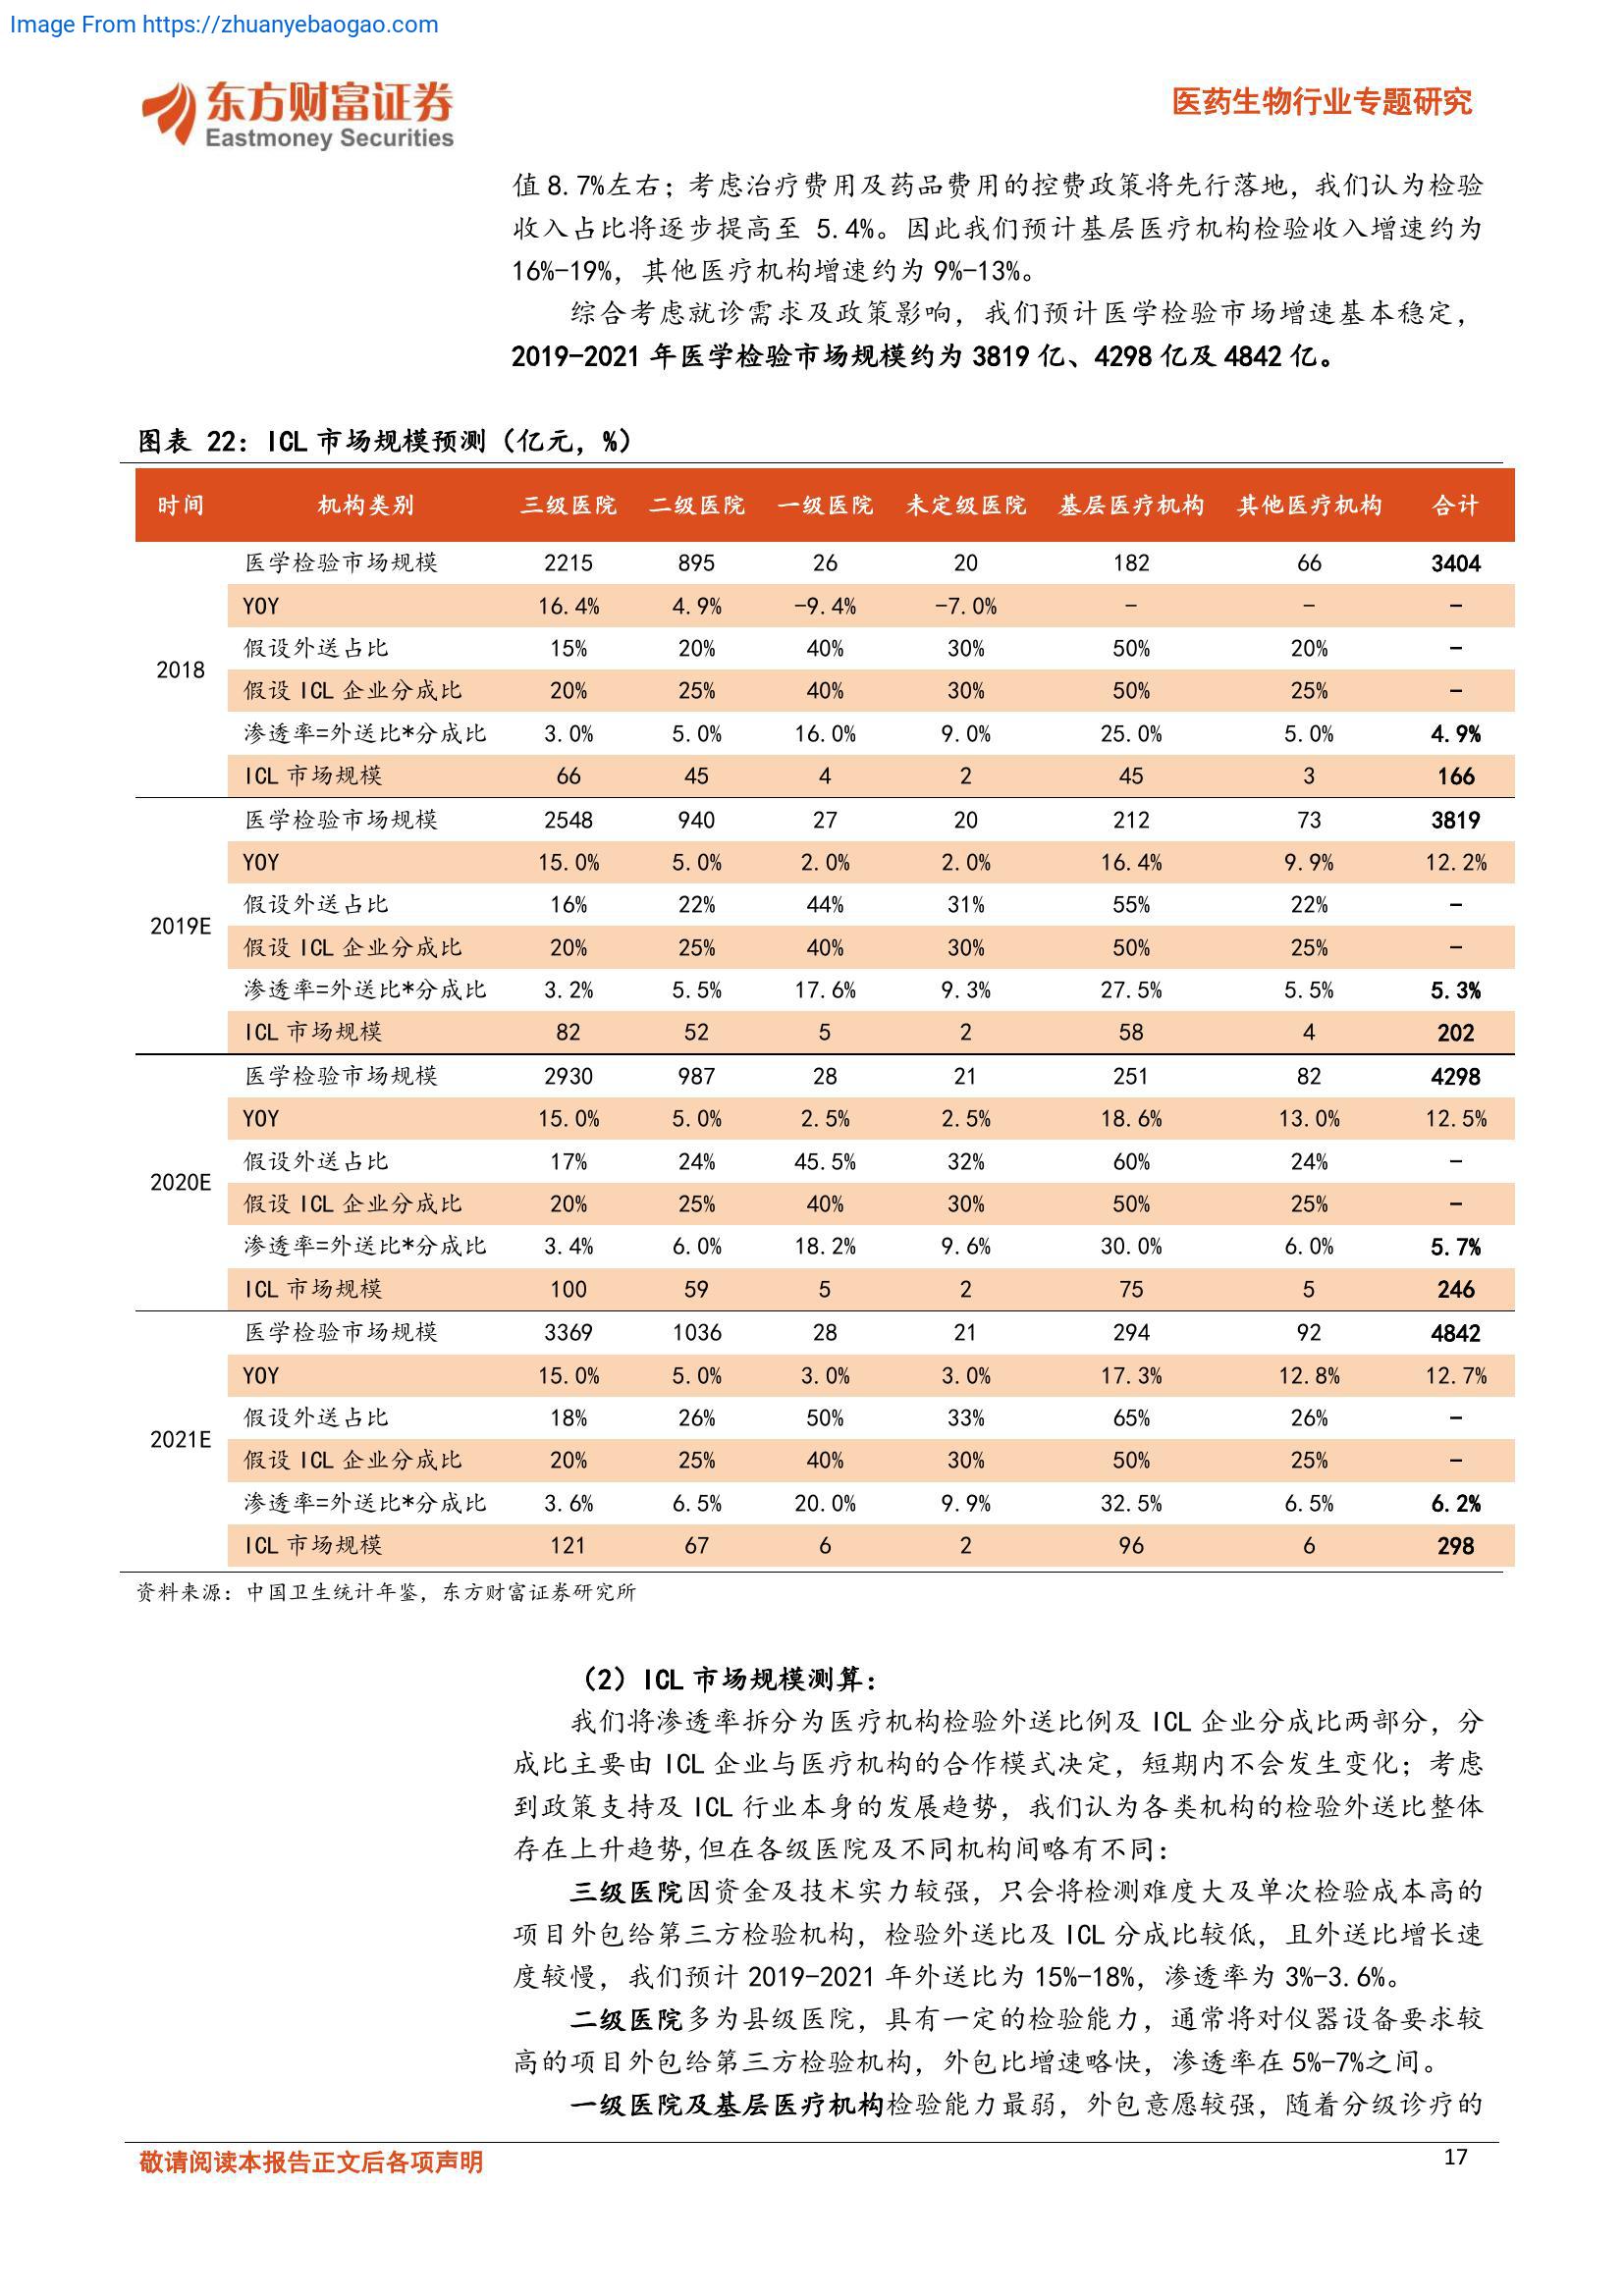 Image From https://zhuanyebaogao.com
东方财富证券
Eastmoney Securities
医药生物行业专题研究
值 8.7%左右；考虑治疗费用及药品费用的控费政策将先行落地，我们认为检验
收入占比将逐步提高至 5.4%。因此我们预计基层医疗机构检验收入增速约为
16%-19%，其他医疗机构增速约为 9%-13%。
综合考虑就诊需求及政策影响，我们预计医学检验市场增速基本稳定，
2019-2021 年医学检验市场规模约为 3819 亿、4298 亿及 4842 亿。
图表 22：ICL 市场规模预测（亿元，%）
时间 机构类别 三级医院 二级医院 一级医院 未定级医院 基层医疗机构 其他医疗机构 合计
医学检验市场规模 2215 895 26 20 182 66 3404
YOY 16.4% 4.9% -9.4% -7.0% - - -
假设外送占比 15% 20% 40% 30% 50% 20% -
2018
假设 ICL 企业分成比 20% 25% 40% 30% 50% 25% -
渗透率=外送比*分成比 3.0% 5.0% 16.0% 9.0% 25.0% 5.0% 4.9%
ICL 市场规模 66 45 4 2 45 3 166
医学检验市场规模 2548 940 27 20 212 73 3819
YOY 15.0% 5.0% 2.0% 2.0% 16.4% 9.9% 12.2%
假设外送占比 16% 22% 44% 31% 55% 22% -
2019E
假设 ICL 企业分成比 20% 25% 40% 30% 50% 25% -
渗透率=外送比*分成比 3.2% 5.5% 17.6% 9.3% 27.5% 5.5% 5.3%
ICL 市场规模 82 52 5 2 58 4 202
医学检验市场规模 2930 987 28 21 251 82 4298
YOY 15.0% 5.0% 2.5% 2.5% 18.6% 13.0% 12.5%
假设外送占比 17% 24% 45.5% 32% 60% 24% -
2020E
假设 ICL 企业分成比 20% 25% 40% 30% 50% 25% -
渗透率=外送比*分成比 3.4% 6.0% 18.2% 9.6% 30.0% 6.0% 5.7%
ICL 市场规模 100 59 5 2 75 5 246
医学检验市场规模 3369 1036 28 21 294 92 4842
YOY 15.0% 5.0% 3.0% 3.0% 17.3% 12.8% 12.7%
假设外送占比 18% 26% 50% 33% 65% 26% -
2021E
假设 ICL 企业分成比 20% 25% 40% 30% 50% 25% -
渗透率=外送比*分成比 3.6% 6.5% 20.0% 9.9% 32.5% 6.5% 6.2%
ICL 市场规模 121 67 6 2 96 6 298
资料来源：中国卫生统计年鉴，东方财富证券研究所
（2）ICL 市场规模测算：
我们将渗透率拆分为医疗机构检验外送比例及 ICL 企业分成比两部分，分
成比主要由 ICL 企业与医疗机构的合作模式决定，短期内不会发生变化；考虑
到政策支持及 ICL 行业本身的发展趋势，我们认为各类机构的检验外送比整体
存在上升趋势,但在各级医院及不同机构间略有不同：
三级医院因资金及技术实力较强，只会将检测难度大及单次检验成本高的
项目外包给第三方检验机构，检验外送比及 ICL 分成比较低，且外送比增长速
度较慢，我们预计 2019-2021 年外送比为 15%-18%，渗透率为 3%-3.6%。
二级医院多为县级医院，具有一定的检验能力，通常将对仪器设备要求较
高的项目外包给第三方检验机构，外包比增速略快，渗透率在 5%-7%之间。
一级医院及基层医疗机构检验能力最弱，外包意愿较强，随着分级诊疗的
敬请阅读本报告正文后各项声明
17